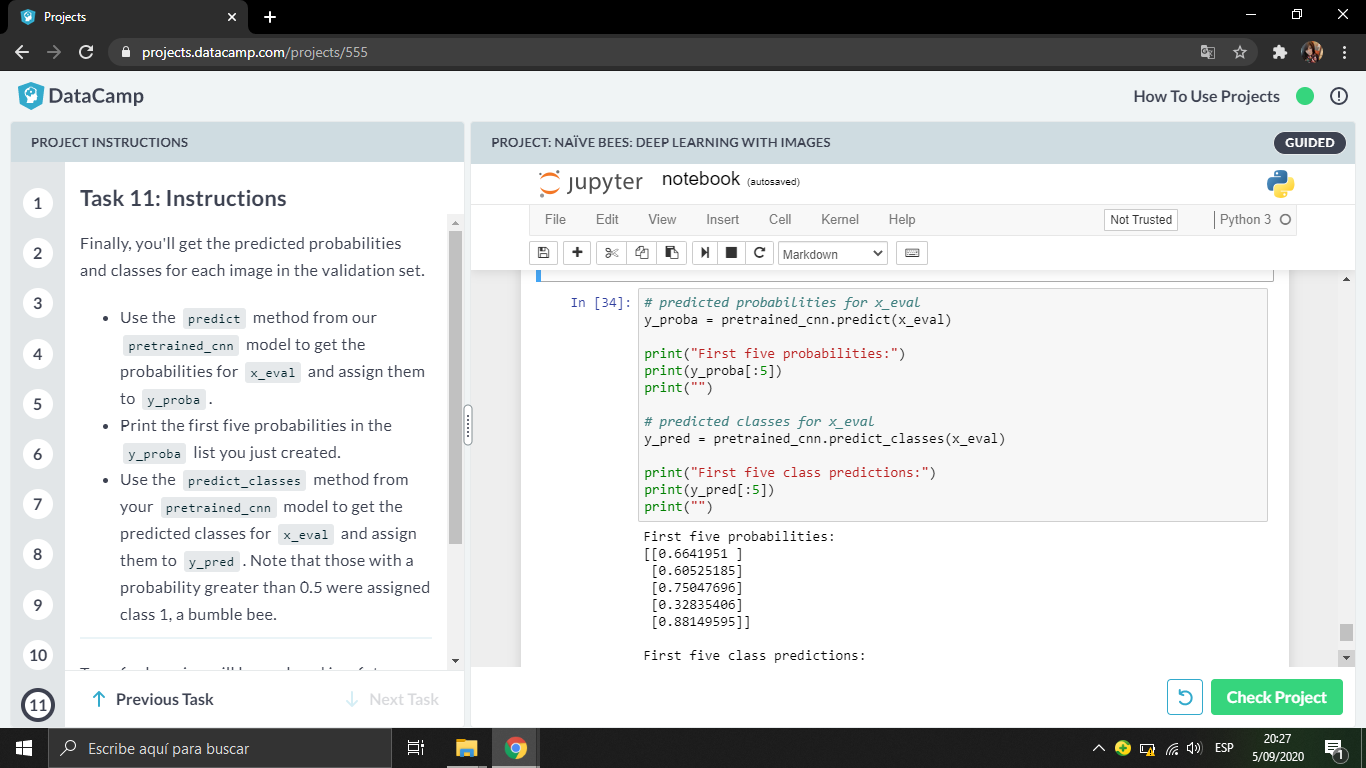 Projects
projects.datacamp.com/projects/555
DataCamp
How To Use Projects
PROJECT INSTRUCTIONS
PROJECT: NAÏVE BEES: DEEP LEARNING WITH IMAGES
GUIDED
1
2
3
4
5
6
7
8
9
10
11
Task 11: Instructions
Finally, you'll get the predicted probabilities
and classes for each image in the validation set.
• Use the predict method from our
pretrained_cnn model to get the
probabilities for x_eval and assign them
to y_proba .
• Print the first five probabilities in the
y_proba list you just created.
• Use the predict_classes method from
your pretrained_cnn model to get the
predicted classes for x_eval and assign
them to y_pred . Note that those with a
probability greater than 0.5 were assigned
class 1, a bumble bee.
Previous Task
Next Task
jupyter notebook (autosaved)
File Edit View Insert Cell Kernel Help
Not Trusted
Python 3
Markdown
In [34]:
# predicted probabilities for x_eval
y_proba = pretrained_cnn.predict(x_eval)
print("First five probabilities:")
print(y_proba[:5])
print("")
# predicted classes for x_eval
y_pred = pretrained_cnn.predict_classes(x_eval)
print("First five class predictions:")
print(y_pred[:5])
print("")
First five probabilities:
[[0.6641951 ]
[0.60525185]
[0.75047696]
[0.32835406]
[0.88149595]]
First five class predictions:
Check Project
Escribe aquí para buscar
ESP
20:27
5/09/2020
1